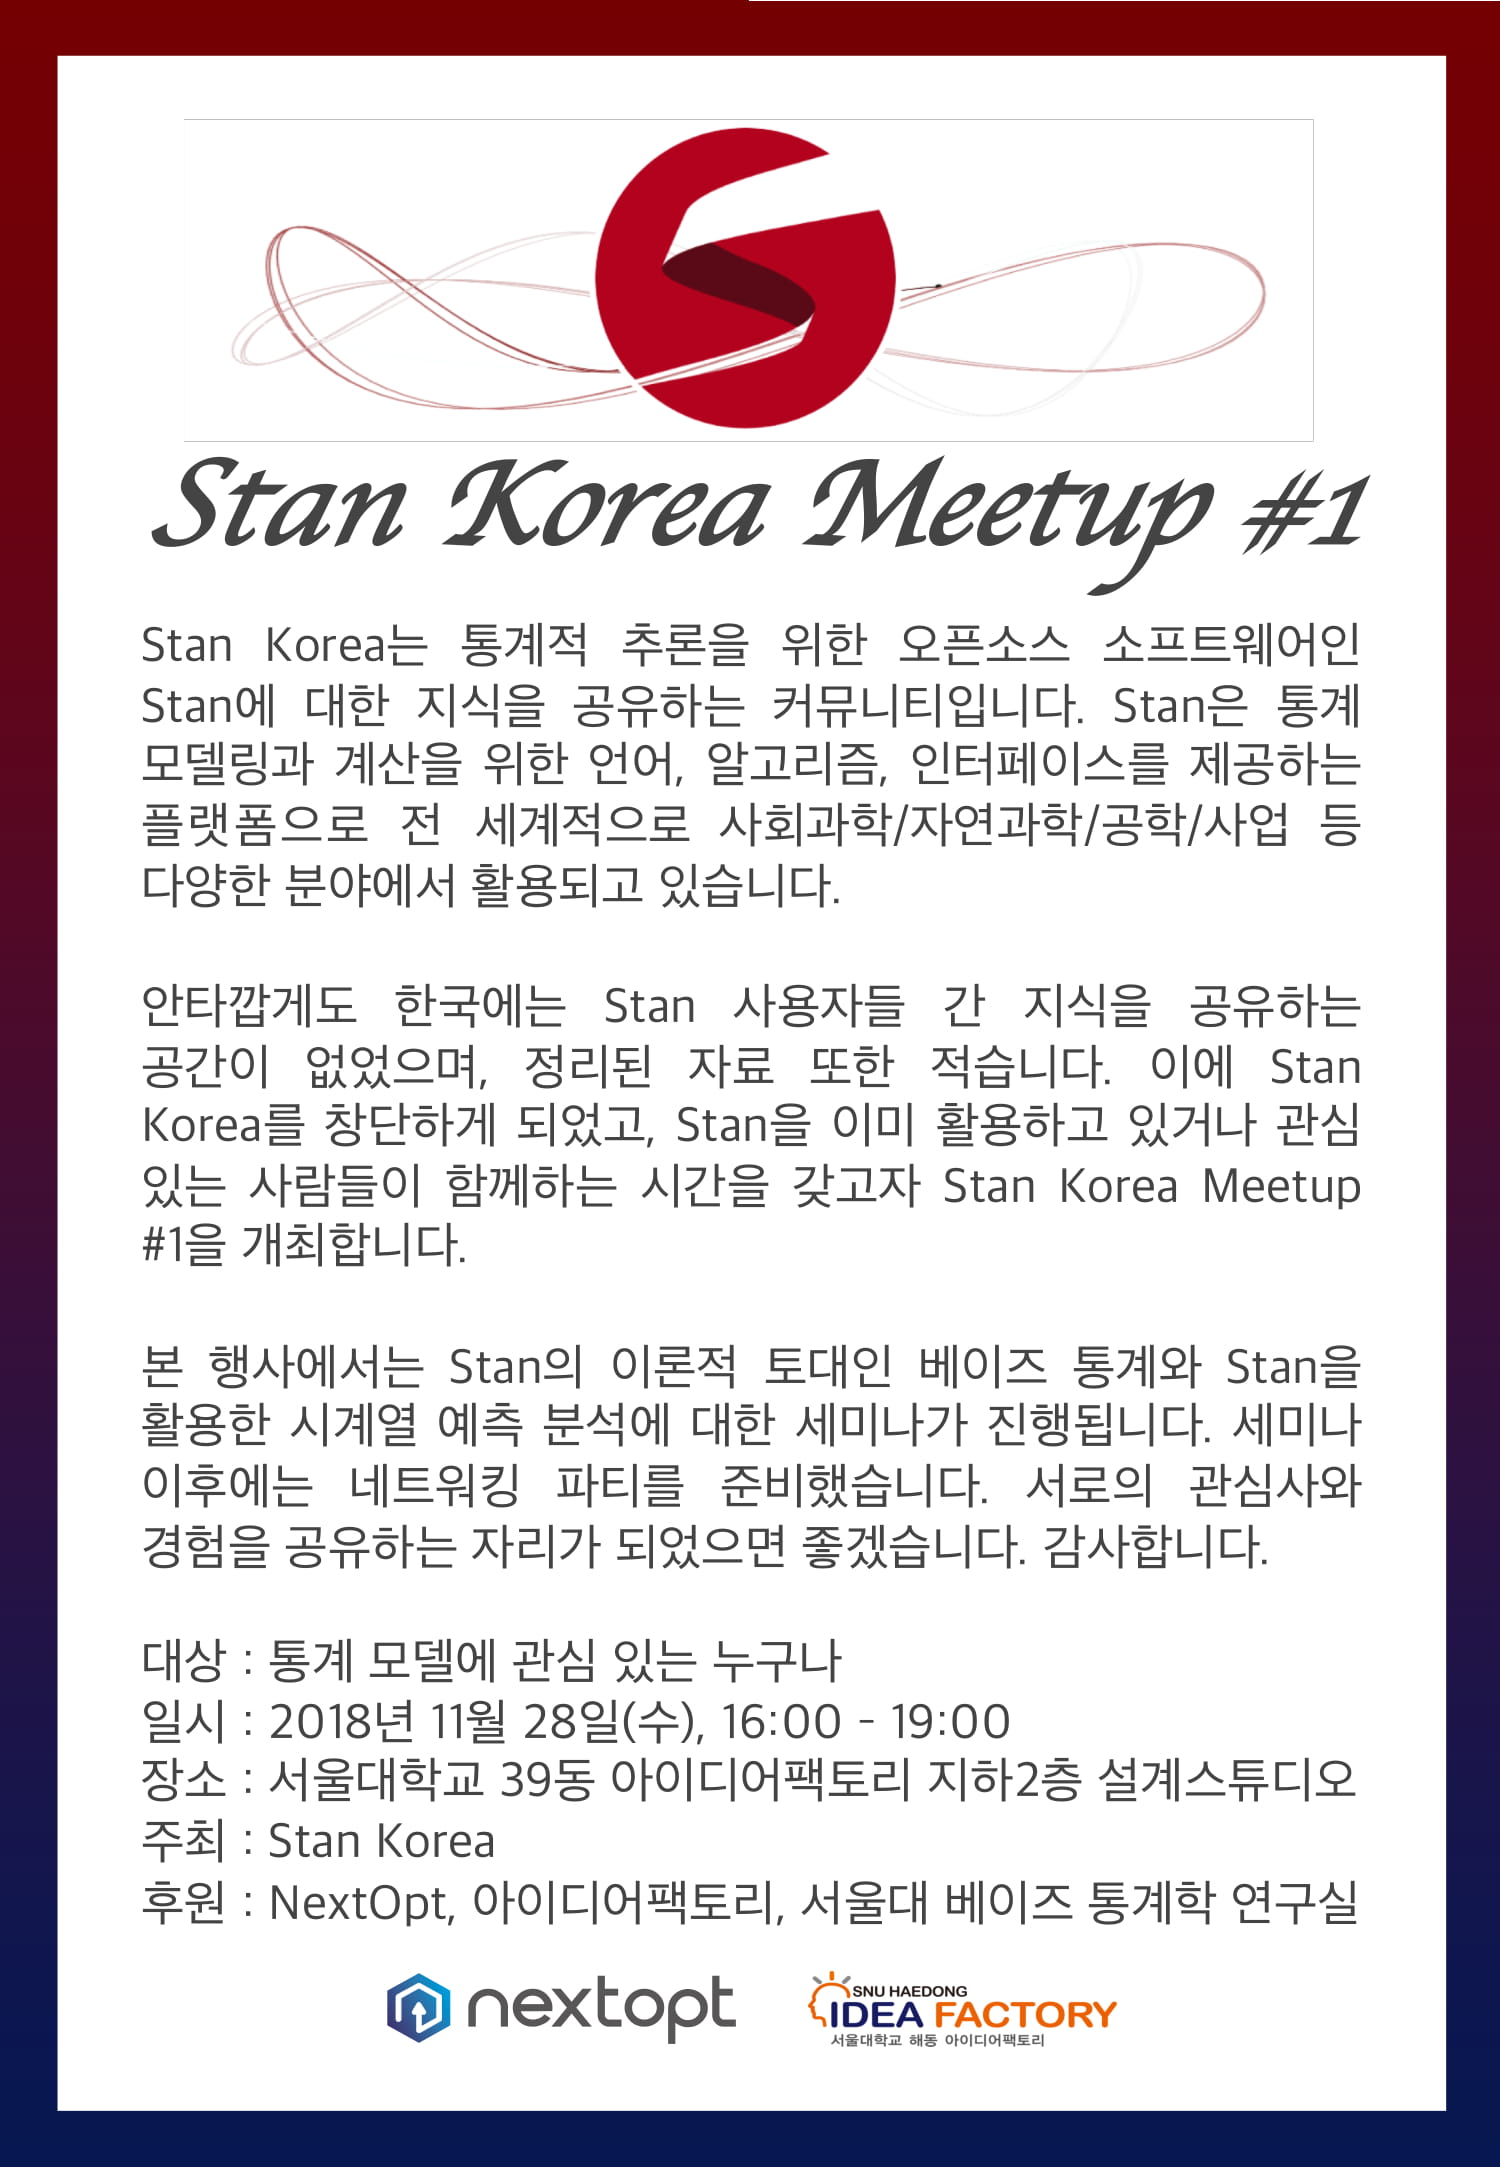 Stan Korea Meetup #1
Stan Korea는 통계적 추론을 위한 오픈소스 소프트웨어인
Stan에 대한 지식을 공유하는 커뮤니티입니다. Stan은 통계
모델링과 계산을 위한 언어, 알고리즘, 인터페이스를 제공하는
플랫폼으로 전 세계적으로 사회과학/자연과학/공학/사업 등
다양한 분야에서 활용되고 있습니다.
안타깝게도 한국에는 Stan 사용자들 간 지식을 공유하는
공간이 없었으며, 정리된 자료 또한 적습니다. 이에 Stan
Korea를 창단하게 되었고, Stan을 이미 활용하고 있거나 관심
있는 사람들이 함께하는 시간을 갖고자 Stan Korea Meetup
#1을 개최합니다.
본 행사에서는 Stan의 이론적 토대인 베이즈 통계와 Stan을
활용한 시계열 예측 분석에 대한 세미나가 진행됩니다. 세미나
이후에는 네트워킹 파티를 준비했습니다. 서로의 관심사와
경험을 공유하는 자리가 되었으면 좋겠습니다. 감사합니다.
대상 : 통계 모델에 관심 있는 누구나
일시 : 2018년 11월 28일(수), 16:00 - 19:00
장소 : 서울대학교 39동 아이디어팩토리 지하2층 설계스튜디오
주최 : Stan Korea
후원 : NextOpt, 아이디어팩토리, 서울대 베이즈 통계학 연구실
nextopt
SNU HAEDONG
IDEA FACTORY
서울대학교 해동 아이디어팩토리